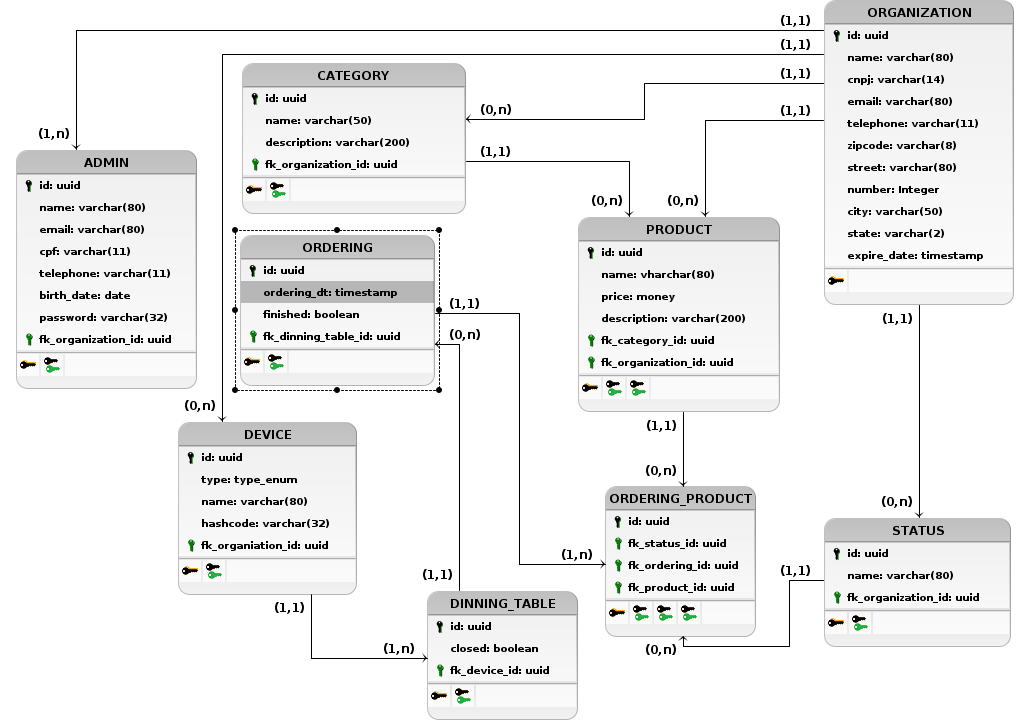 ORGANIZATION
id: uuid
name: varchar(80)
cnpj: varchar(14)
email: varchar(80)
telephone: varchar(11)
zipcode: varchar(8)
street: varchar(80)
number: Integer
city: varchar(50)
state: varchar(2)
expire_date: timestamp
(1,1)
(1,1)
(1,1)
(1,1)
CATEGORY
id: uuid
name: varchar(50)
description: varchar(200)
fk_organization_id: uuid
(0,n)
(1,1)
(1,n)
ADMIN
id: uuid
name: varchar(80)
email: varchar(80)
cpf: varchar(11)
telephone: varchar(11)
birth_date: date
password: varchar(32)
fk_organization_id: uuid
(0,n)
(0,n)
PRODUCT
id: uuid
name: vharchar(80)
price: money
description: varchar(200)
fk_category_id: uuid
fk_organization_id: uuid
ORDERING
id: uuid
ordering_dt: timestamp
finished: boolean
fk_dinning_table_id: uuid
(1,1)
(0,n)
(1,1)
(0,n)
DEVICE
id: uuid
type: type_enum
name: varchar(80)
hashcode: varchar(32)
fk_organiation_id: uuid
(1,1)
(0,n)
ORDERING_PRODUCT
id: uuid
fk_status_id: uuid
fk_ordering_id: uuid
fk_product_id: uuid
(1,n)
(0,n)
STATUS
id: uuid
name: varchar(80)
fk_organization_id: uuid
(1,1)
(1,1)
(1,1)
DINNING_TABLE
id: uuid
closed: boolean
fk_device_id: uuid
(1,n)
(0,n)